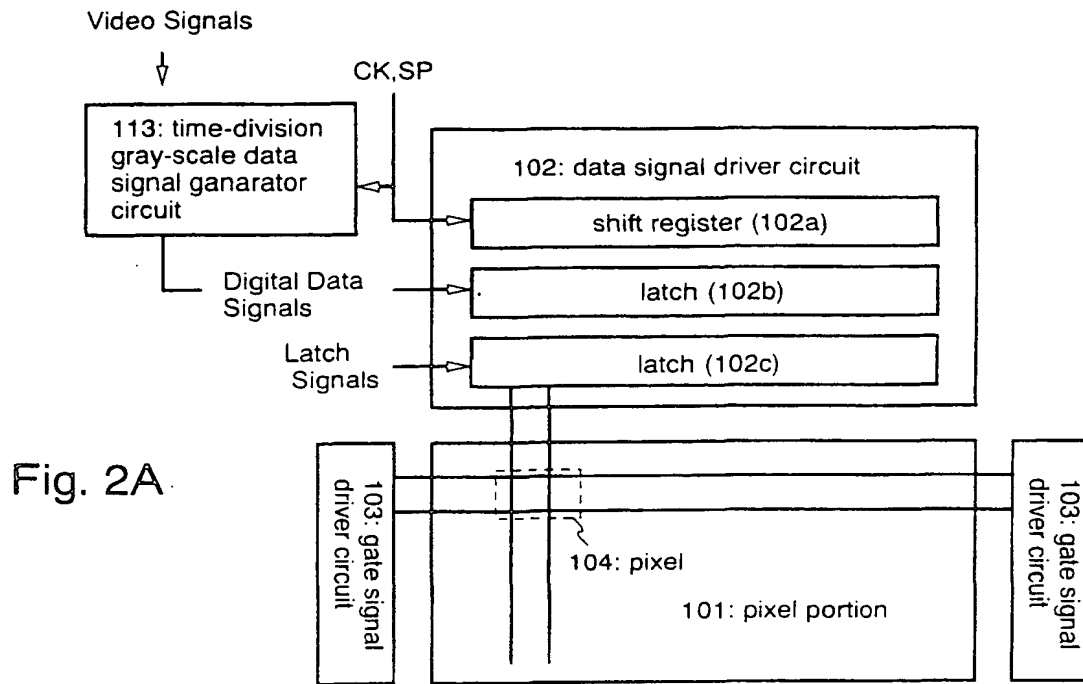 Video Signals
CK,SP
113: time-division
gray-scale data
signal ganarator
circuit
102: data signal driver circuit
shift register (102a)
Digital Data
Signals
latch (102b)
Latch
Signals
latch (102c)
Fig. 2A
103: gate signal
driver circuit
104: pixel
101: pixel portion
103: gate signal
driver circuit